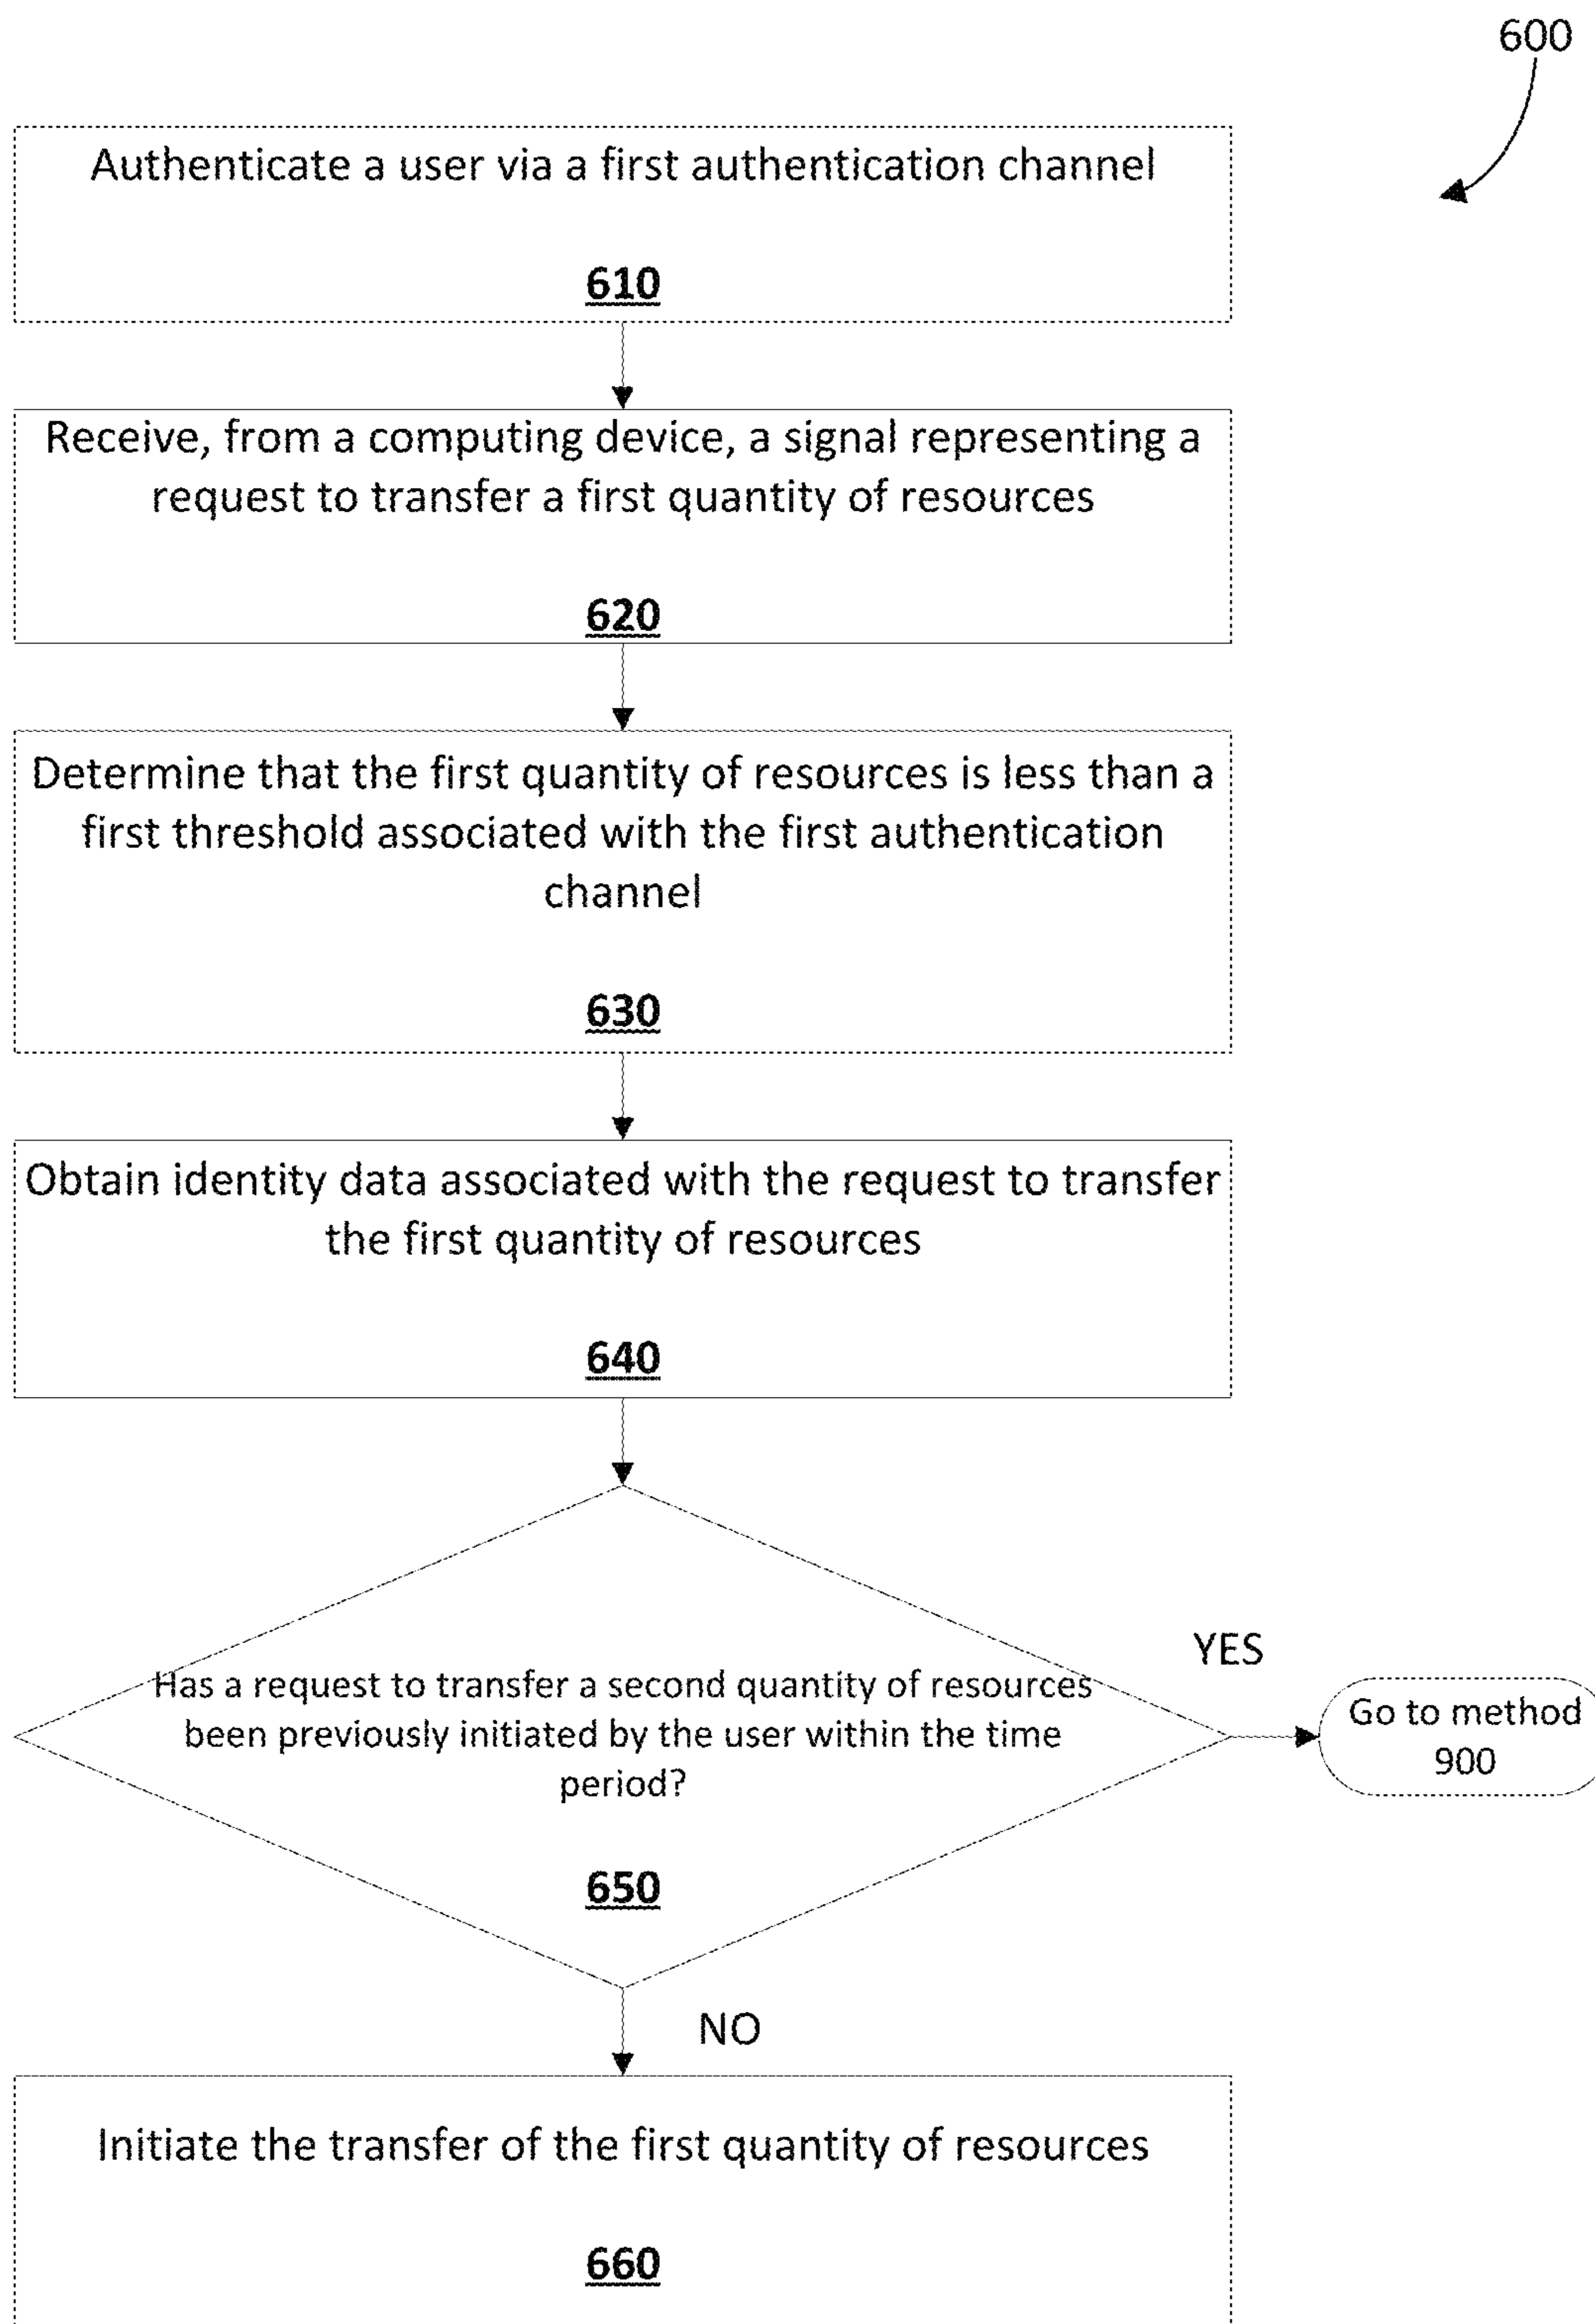 600
Authenticate a user via a first authentication channel
610
Receive, from a computing device, a signal representing a
request to transfer a first quantity of resources
620
Determine that the first quantity of resources is less than a
first threshold associated with the first authentication
channel
630
Obtain identity data associated with the request to transfer
the first quantity of resources
640
Has a request to transfer a second quantity of resources
been previously initiated by the user within the time
period?
650
YES
Go to method
900
NO
Initiate the transfer of the first quantity of resources
660